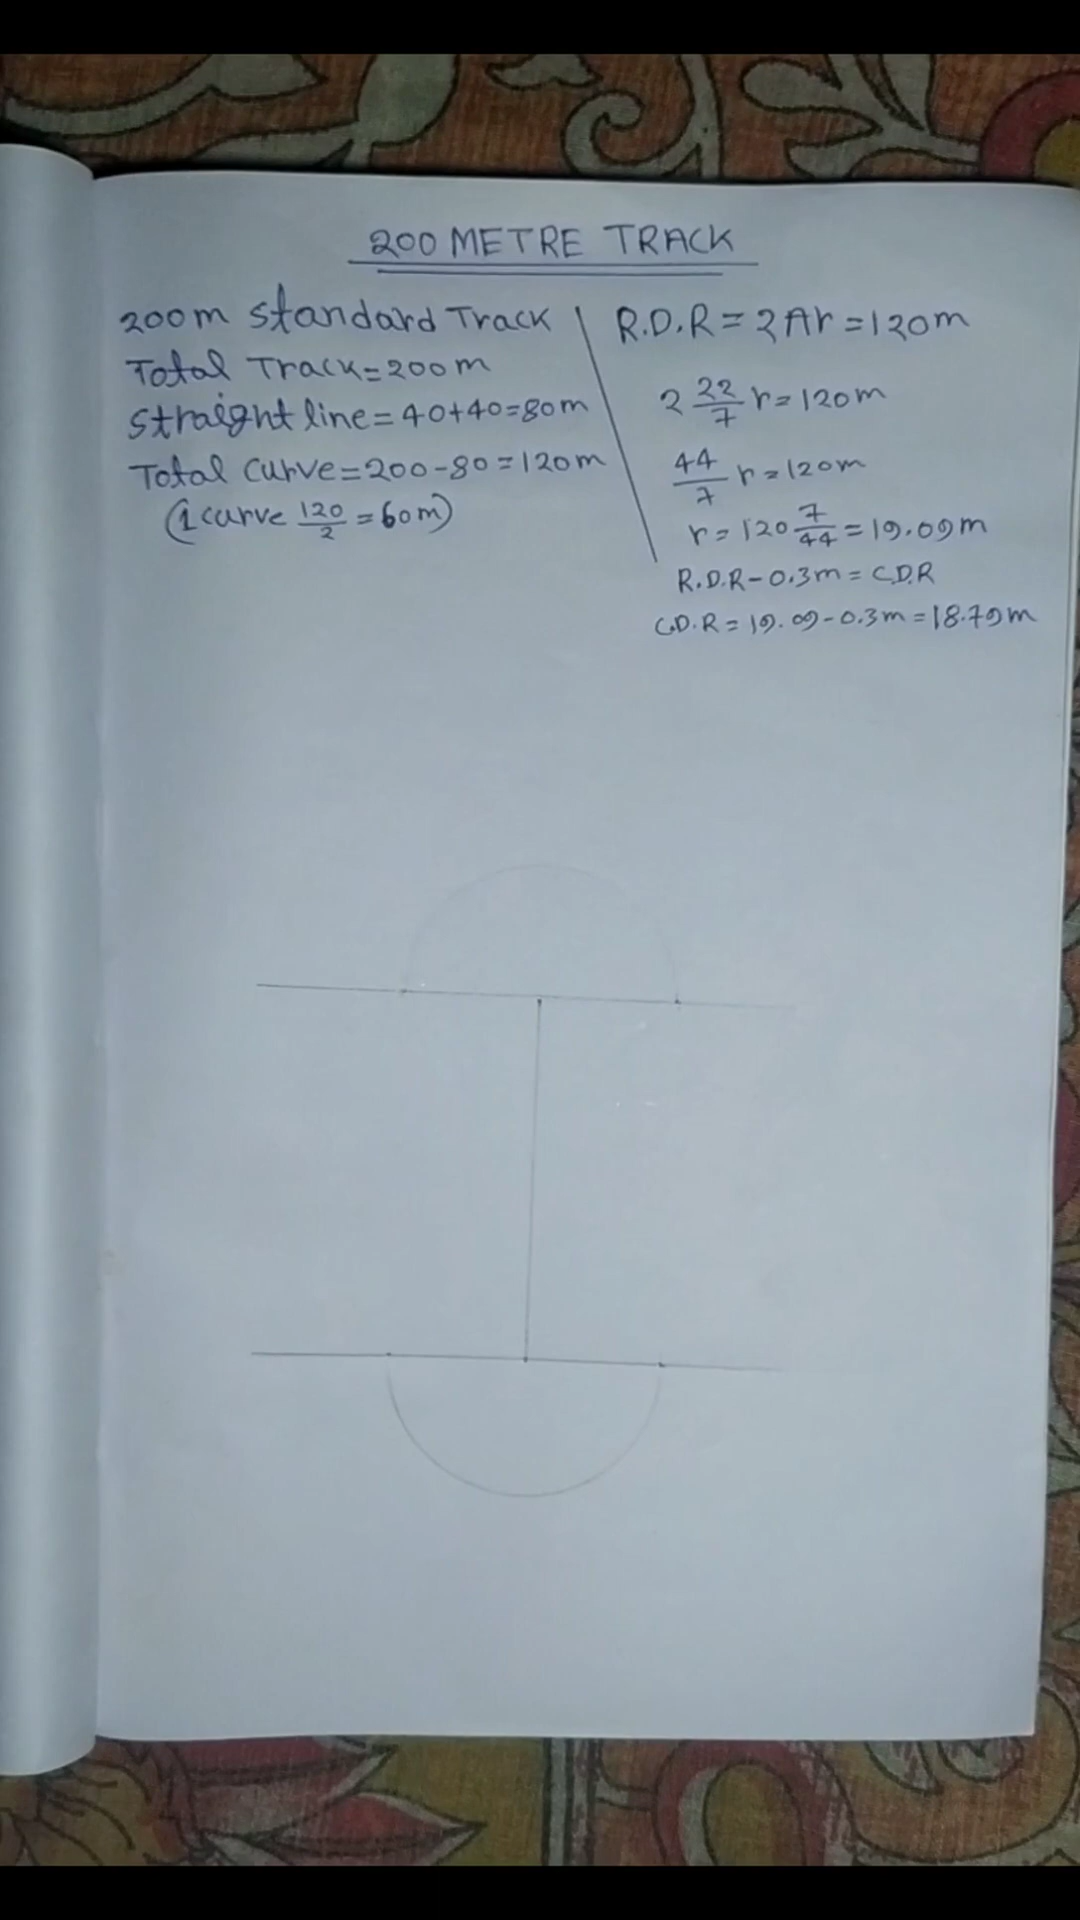 200 METRE TRACK
200m Standard Track
Total Track=200m
Straight line=40+40=80m
Total Curve=200-80=120m
(1 curve 120/2=60m)
R.D.R=2Ar=120m
2 22/7 r=120m
44/7 r=120m
r=120 7/44=19.09m
R.D.R-0.3m=C.D.R
C.D.R=19.09-0.3m=18.79m